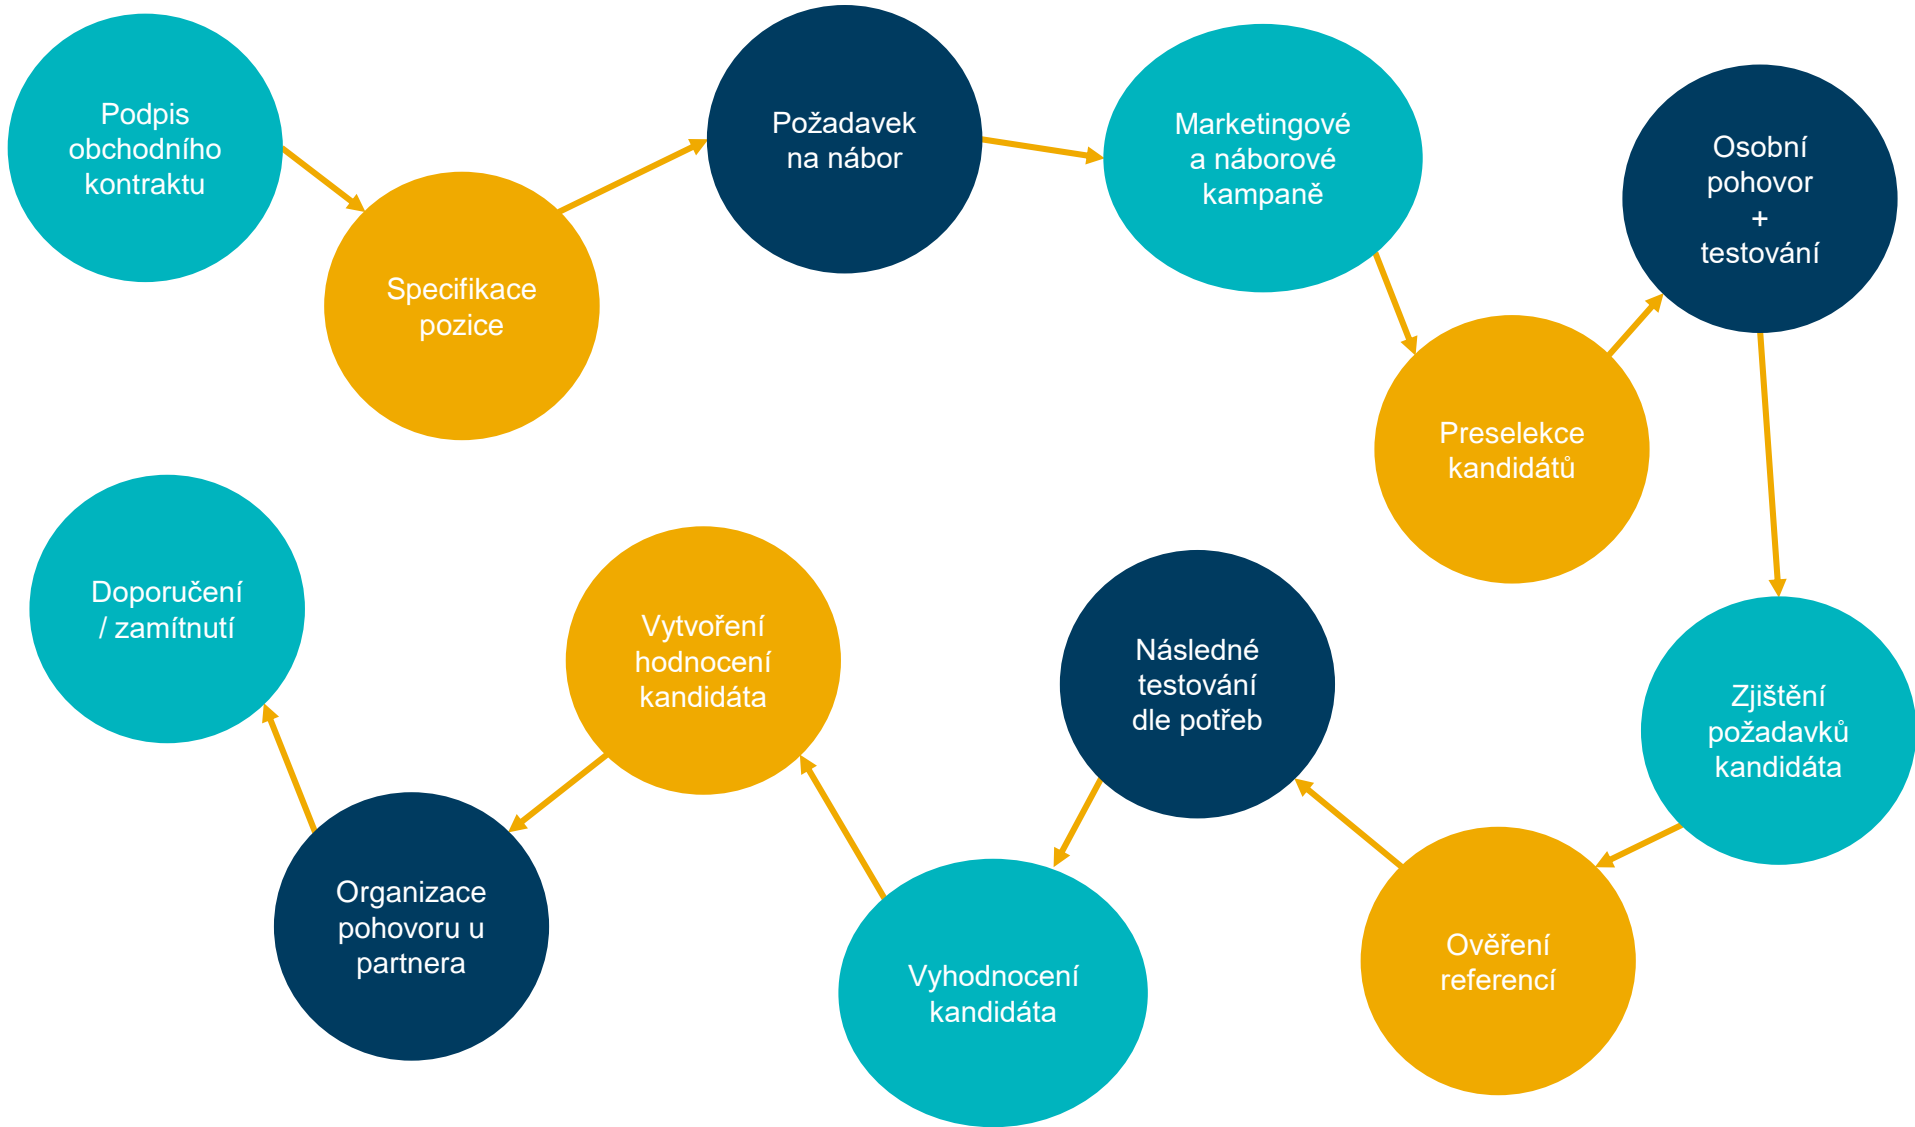 Podpis
obchodního
kontraktu
Specifikace
pozice
Požadavek
na nábor
Marketingové
a náborové
kampaně
Preselekce
kandidátů
Osobní
pohovor
+
testování
Zjištění
požadavků
kandidáta
Ověření
referencí
Následné
testování
dle potřeb
Vyhodnocení
kandidáta
Vytvoření
hodnocení
kandidáta
Organizace
pohovoru u
partnera
Doporučení
/ zamítnutí